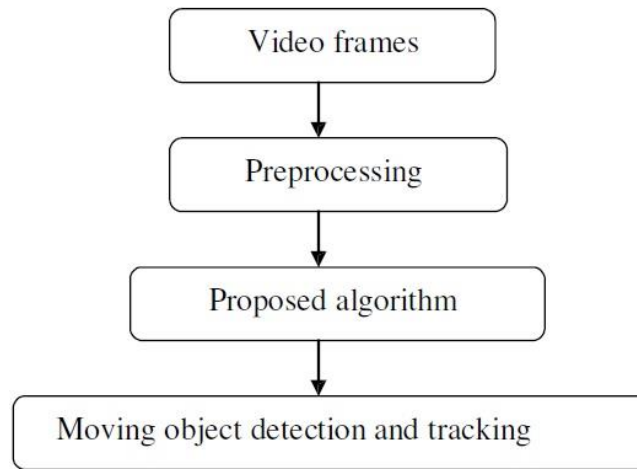 Video frames
Preprocessing
Proposed algorithm
Moving object detection and tracking